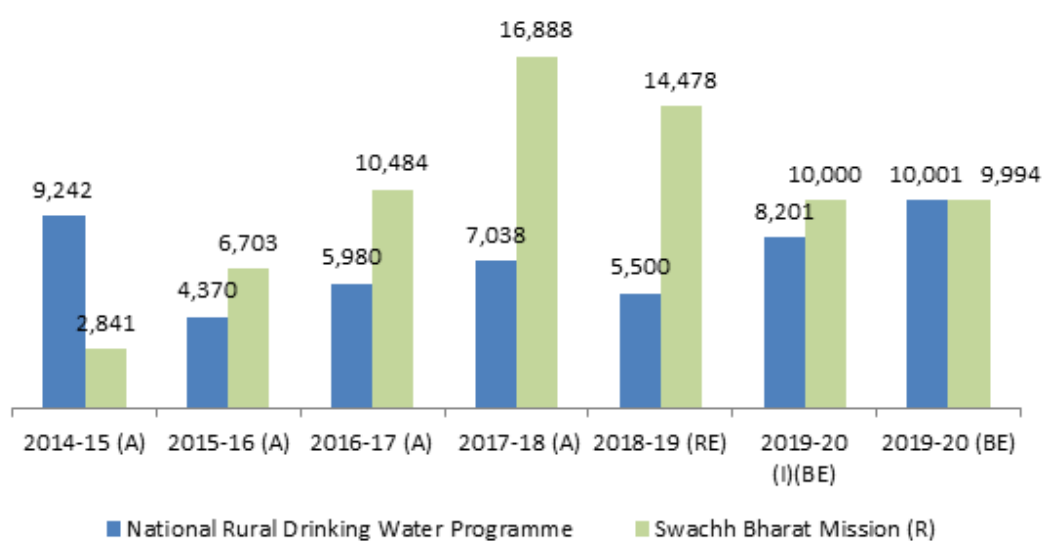 16,888
14,478
10,484
10,000
10,001
9,994
9,242
8,201
7,038
6,703
5,980
5,500
4,370
2,841
2014-15 (A)
2015-16 (A)
2016-17 (A)
2017-18 (A)
2018-19 (RE)
2019-20
(I)(BE)
2019-20 (BE)
National Rural Drinking Water Programme
Swachh Bharat Mission (R)